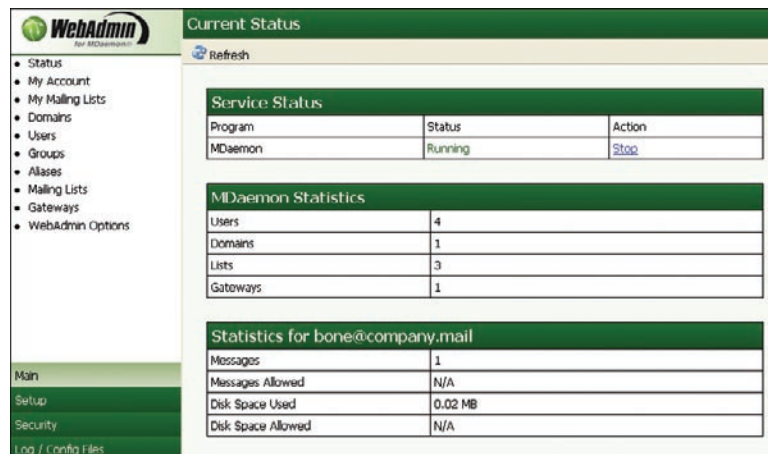 WebAdmin
for MDaemon®
Status
My Account
My Mailing Lists
Domains
Users
Groups
Aliases
Mailing Lists
Gateways
WebAdmin Options
Main
Setup
Security
Log / Config Files
Current Status
Refresh
Service Status
Program Status Action
MDaemon Running Stop
MDaemon Statistics
Users 4
Domains 1
Lists 3
Gateways 1
Statistics for bone@company.mail
Messages 1
Messages Allowed N/A
Disk Space Used 0.02 MB
Disk Space Allowed N/A